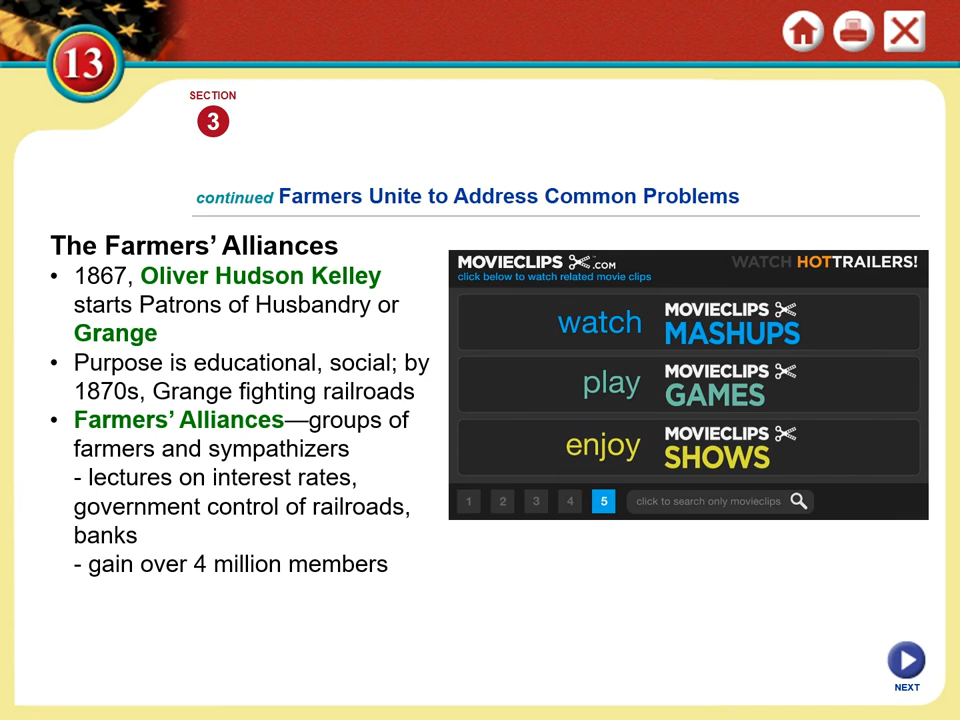 13
SECTION
3
continued Farmers Unite to Address Common Problems
The Farmers’ Alliances
• 1867, Oliver Hudson Kelley
starts Patrons of Husbandry or
Grange
• Purpose is educational, social; by
1870s, Grange fighting railroads
• Farmers’ Alliances—groups of
farmers and sympathizers
- lectures on interest rates,
government control of railroads,
banks
- gain over 4 million members
MOVIECLIPS .COM WATCH HOTTRAILERS!
click below to watch related movie clips
watch MOVIECLIPS
MASHUPS
play MOVIECLIPS
GAMES
enjoy MOVIECLIPS
SHOWS
1 2 3 4 5 click to search only movieclips
NEXT